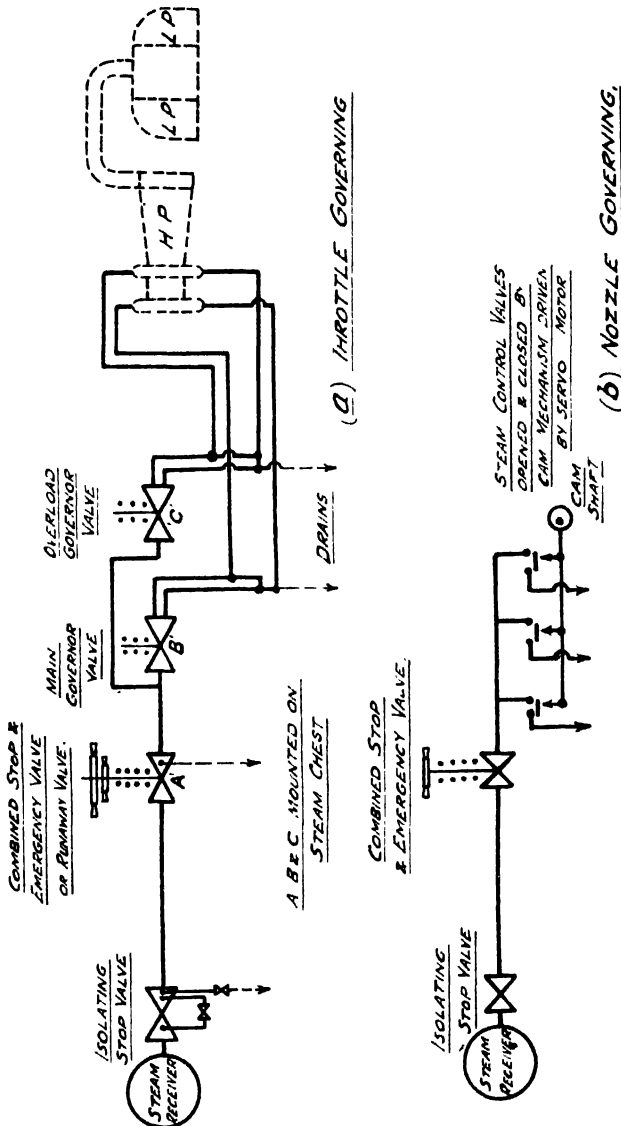 STEAM
RECEIVER
ISOLATING
STOP VALVE
COMBINED STOP &
EMERGENCY VALVE
OR RUNAWAY VALVE.
'A'
MAIN
GOVERNOR
VALVE
'B'
OVERLOAD
GOVERNOR
VALVE
'C'
DRAINS
HP
LP
LP
A B & C MOUNTED ON
STEAM CHEST
(a) THROTTLE GOVERNING
STEAM
RECEIVER
ISOLATING
STOP VALVE
COMBINED STOP
& EMERGENCY VALVE.
STEAM CONTROL VALVES
OPENED & CLOSED BY
CAM MECHANISM DRIVEN
BY SERVO MOTOR
CAM
SHAFT
(b) NOZZLE GOVERNING.